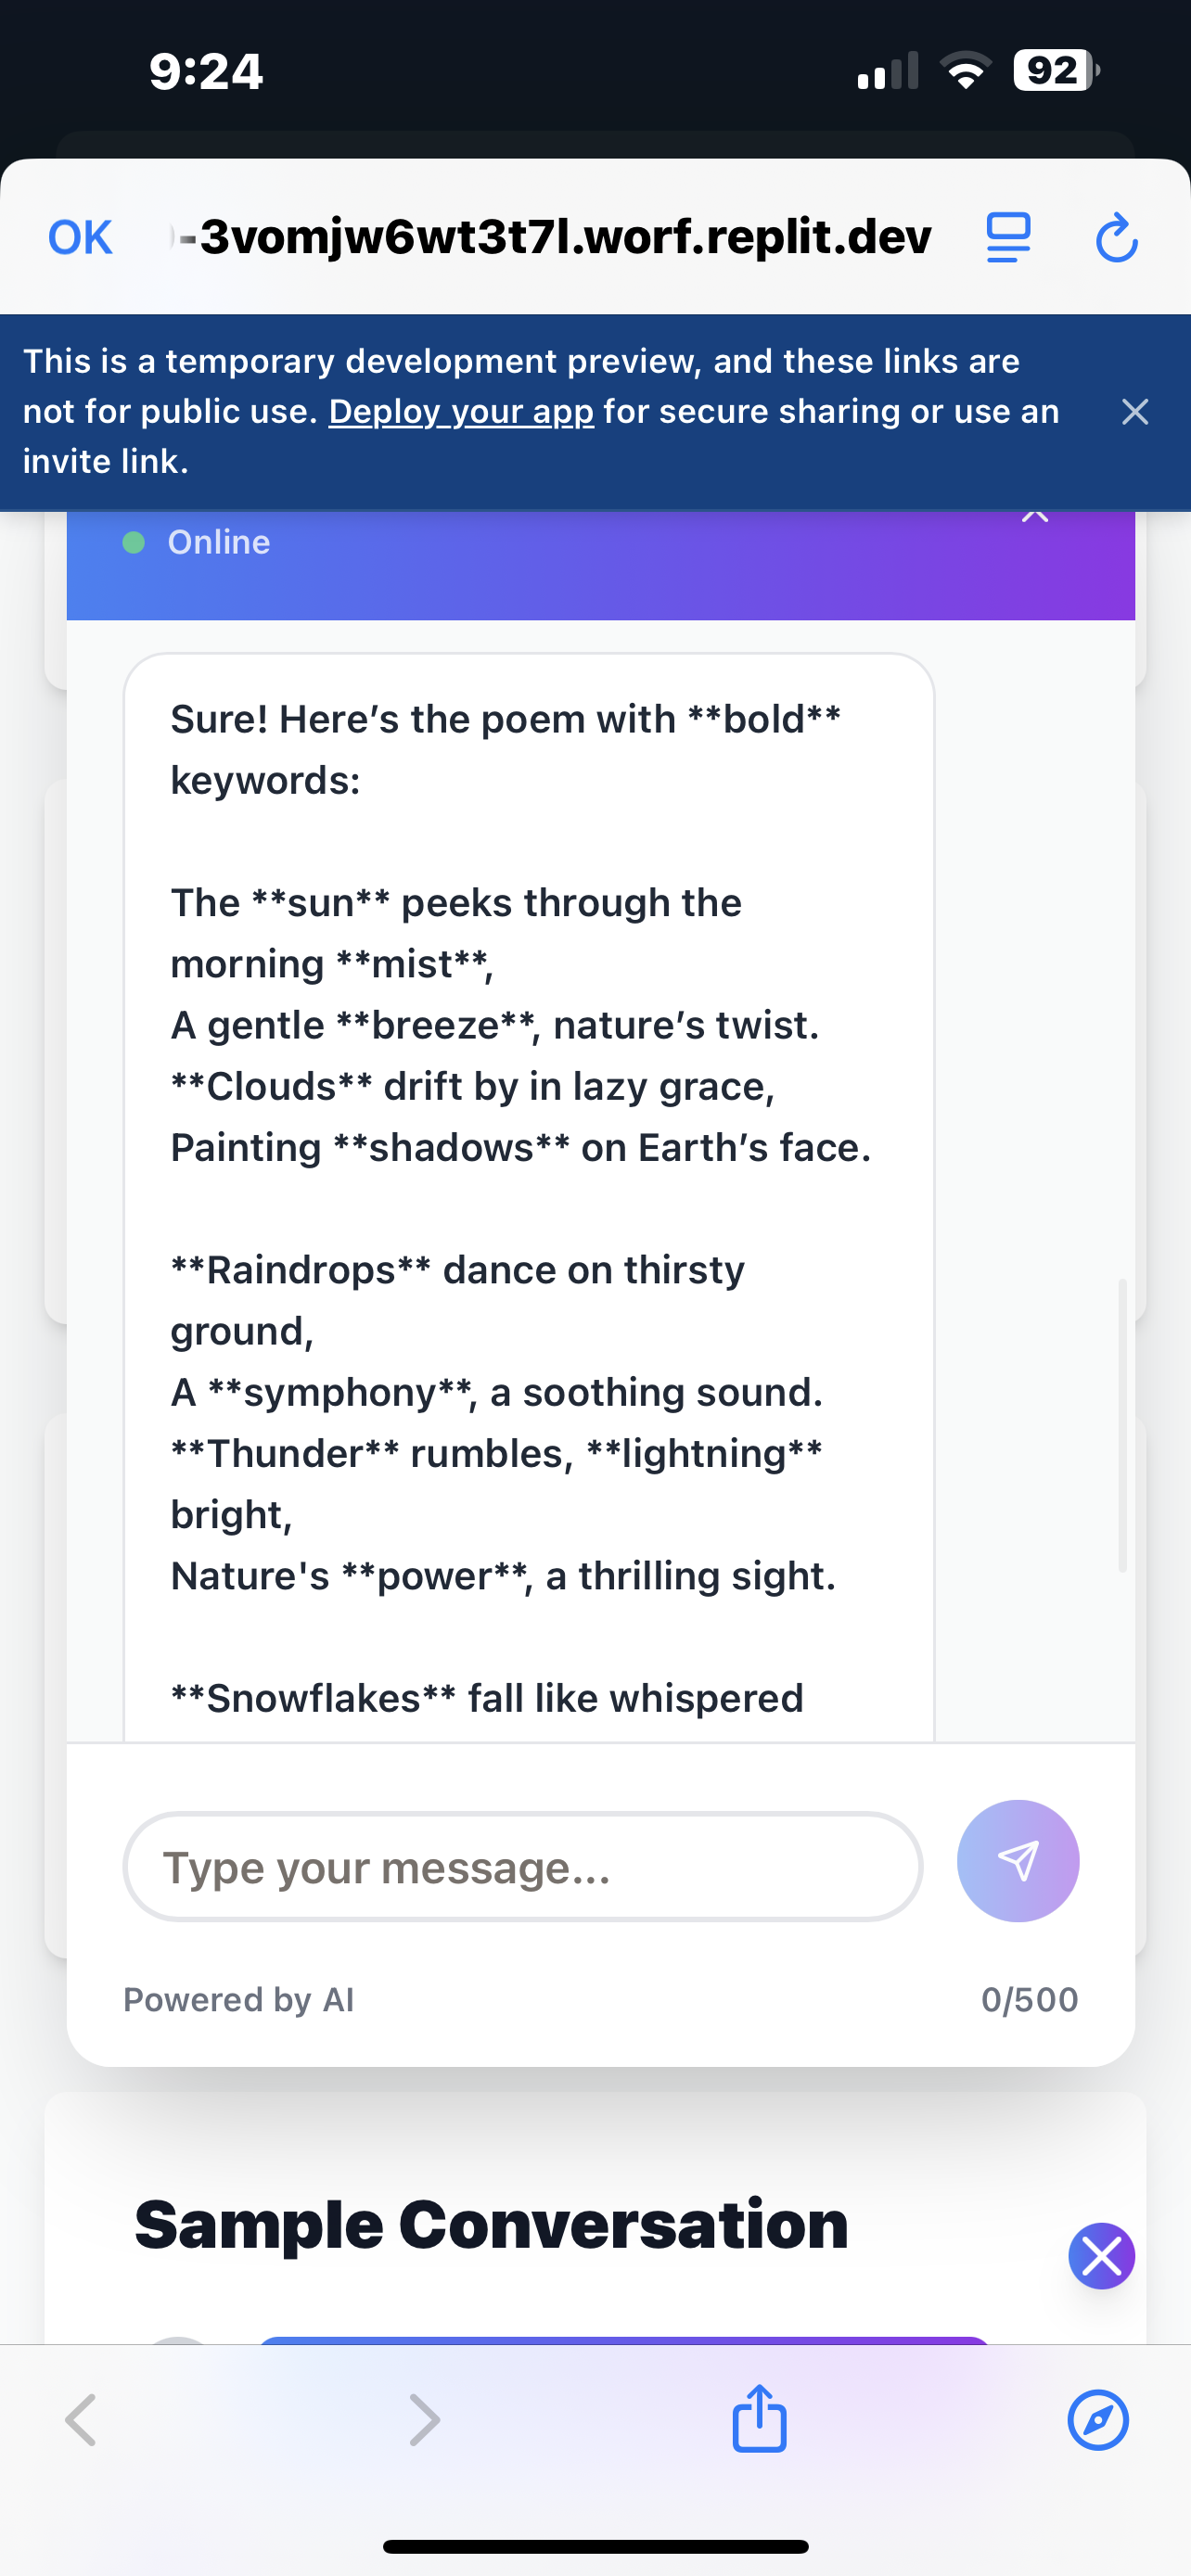 9:24
92
OK
-3vomjw6wt3t7l.worf.replit.dev
This is a temporary development preview, and these links are
not for public use. Deploy your app for secure sharing or use an
invite link.
Online
Sure! Here’s the poem with **bold**
keywords:
The **sun** peeks through the
morning **mist**,
A gentle **breeze**, nature’s twist.
**Clouds** drift by in lazy grace,
Painting **shadows** on Earth’s face.
**Raindrops** dance on thirsty
ground,
A **symphony**, a soothing sound.
**Thunder** rumbles, **lightning**
bright,
Nature's **power**, a thrilling sight.
**Snowflakes** fall like whispered
Type your message...
Powered by AI
0/500
Sample Conversation